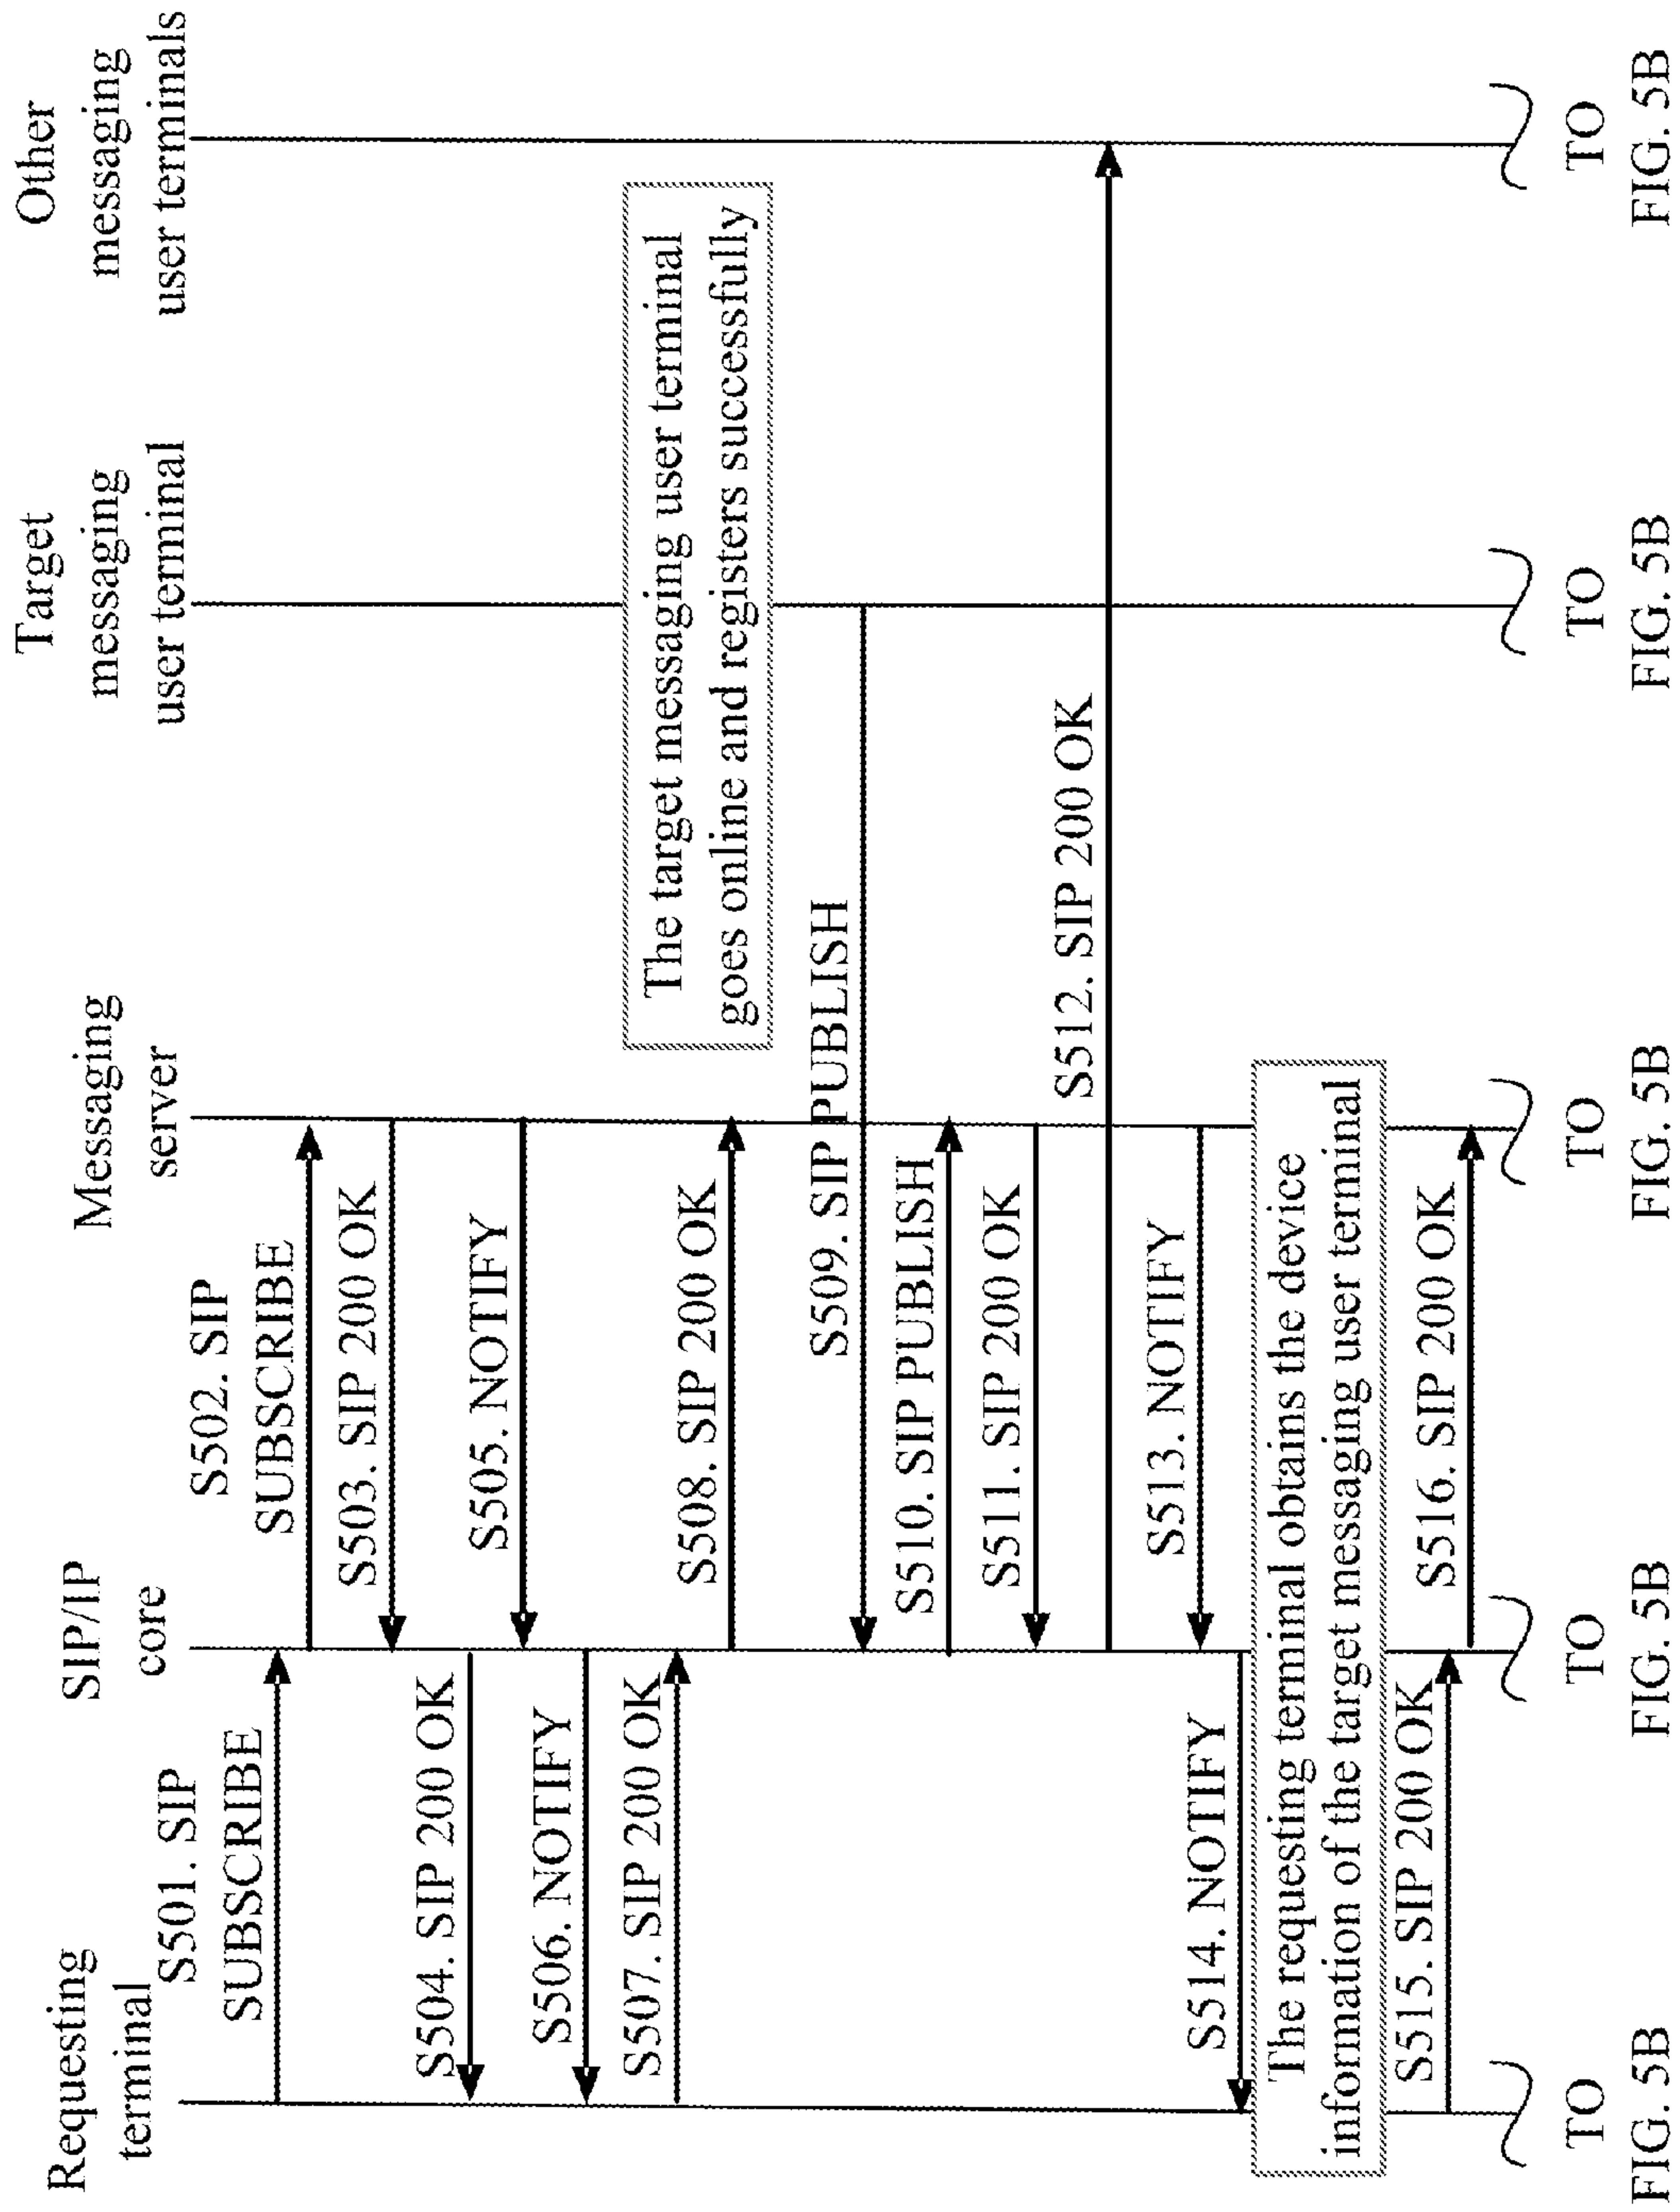 Requesting
terminal
SIP/IP
core
Messaging
server
Target
messaging
user terminal
Other
messaging
user terminals
S501. SIP
SUBSCRIBE
S502. SIP
SUBSCRIBE
S503. SIP 200 OK
S504. SIP 200 OK
S505. NOTIFY
S506. NOTIFY
S507. SIP 200 OK
S508. SIP 200 OK
The target messaging user terminal
goes online and registers successfully
S509. SIP PUBLISH
S510. SIP PUBLISH
S511. SIP 200 OK
S512. SIP 200 OK
S513. NOTIFY
S514. NOTIFY
The requesting terminal obtains the device
information of the target messaging user terminal
S515. SIP 200 OK
S516. SIP 200 OK
TO
FIG. 5B
TO
FIG. 5B
TO
FIG. 5B
TO
FIG. 5B
TO
FIG. 5B